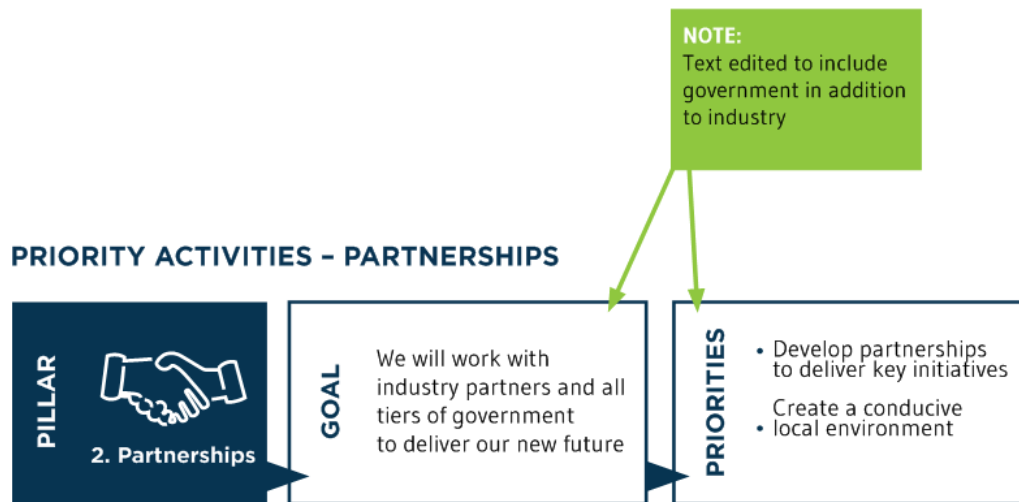 NOTE:
Text edited to include
government in addition
to industry
PRIORITY ACTIVITIES – PARTNERSHIPS
PILLAR
2. Partnerships
GOAL
We will work with
industry partners and all
tiers of government
to deliver our new future
PRIORITIES
• Develop partnerships
to deliver key initiatives
Create a conducive
• local environment